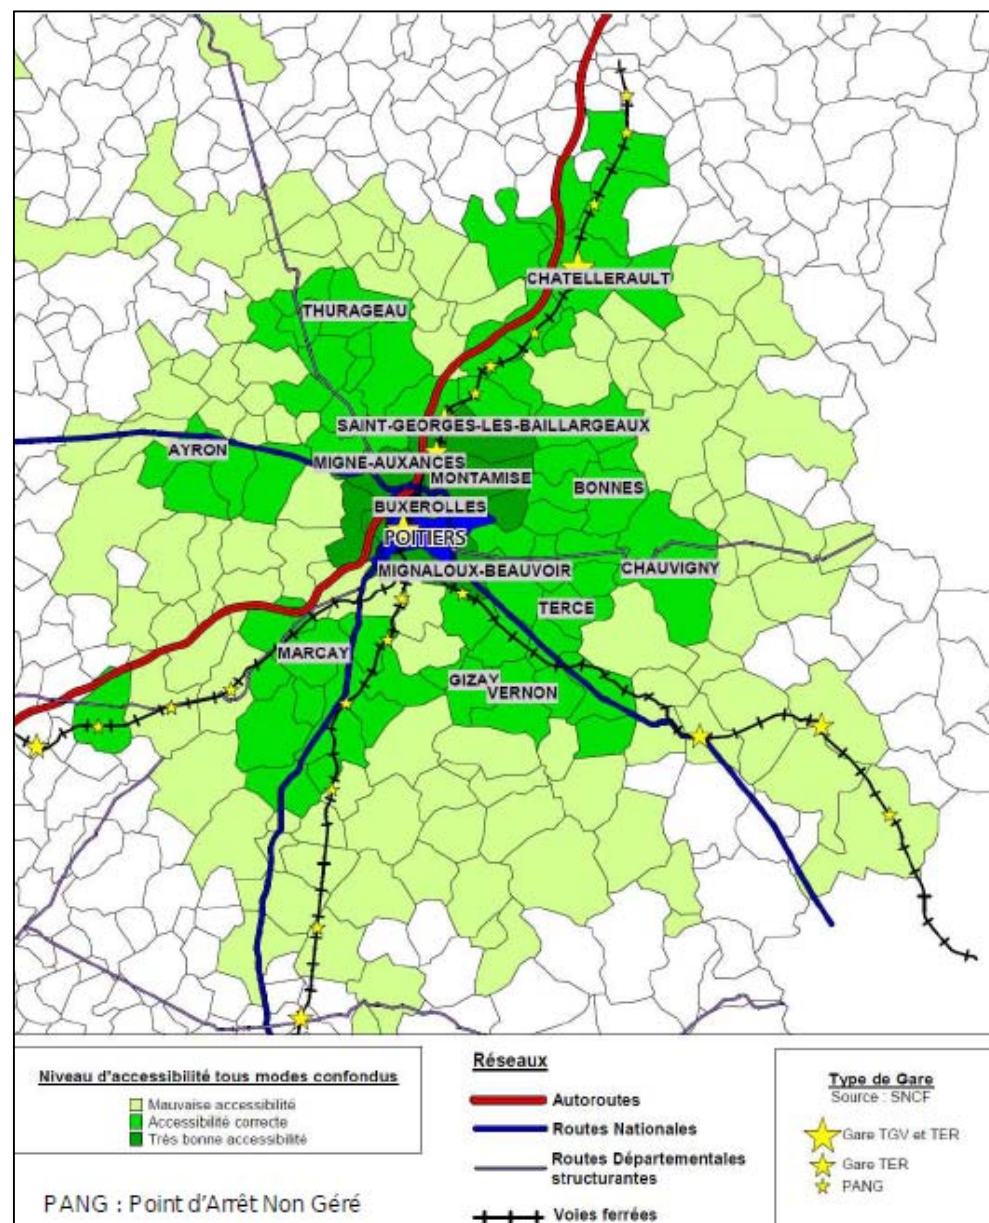 CHATELLERAULT
THURAGEAU
SAINT-GEORGES-LES-BAILLARGEAUX
AYRON
MIGNE-AUXANCES
MONTAMISE
BONNES
BUXEROLLES
POITIERS
MIGNALOUX-BEAUVOIR
CHAUVIGNY
TERCE
MARCAY
GIZAY
VERNON
Niveau d'accessibilité tous modes confondus
Mauvaise accessibilité
Accessibilité correcte
Très bonne accessibilité
PANG : Point d'Arrêt Non Géré
Réseaux
Autoroutes
Routes Nationales
Routes Départementales
structurantes
Voies ferrées
Type de Gare
Source : SNCF
Gare TGV et TER
Gare TER
PANG